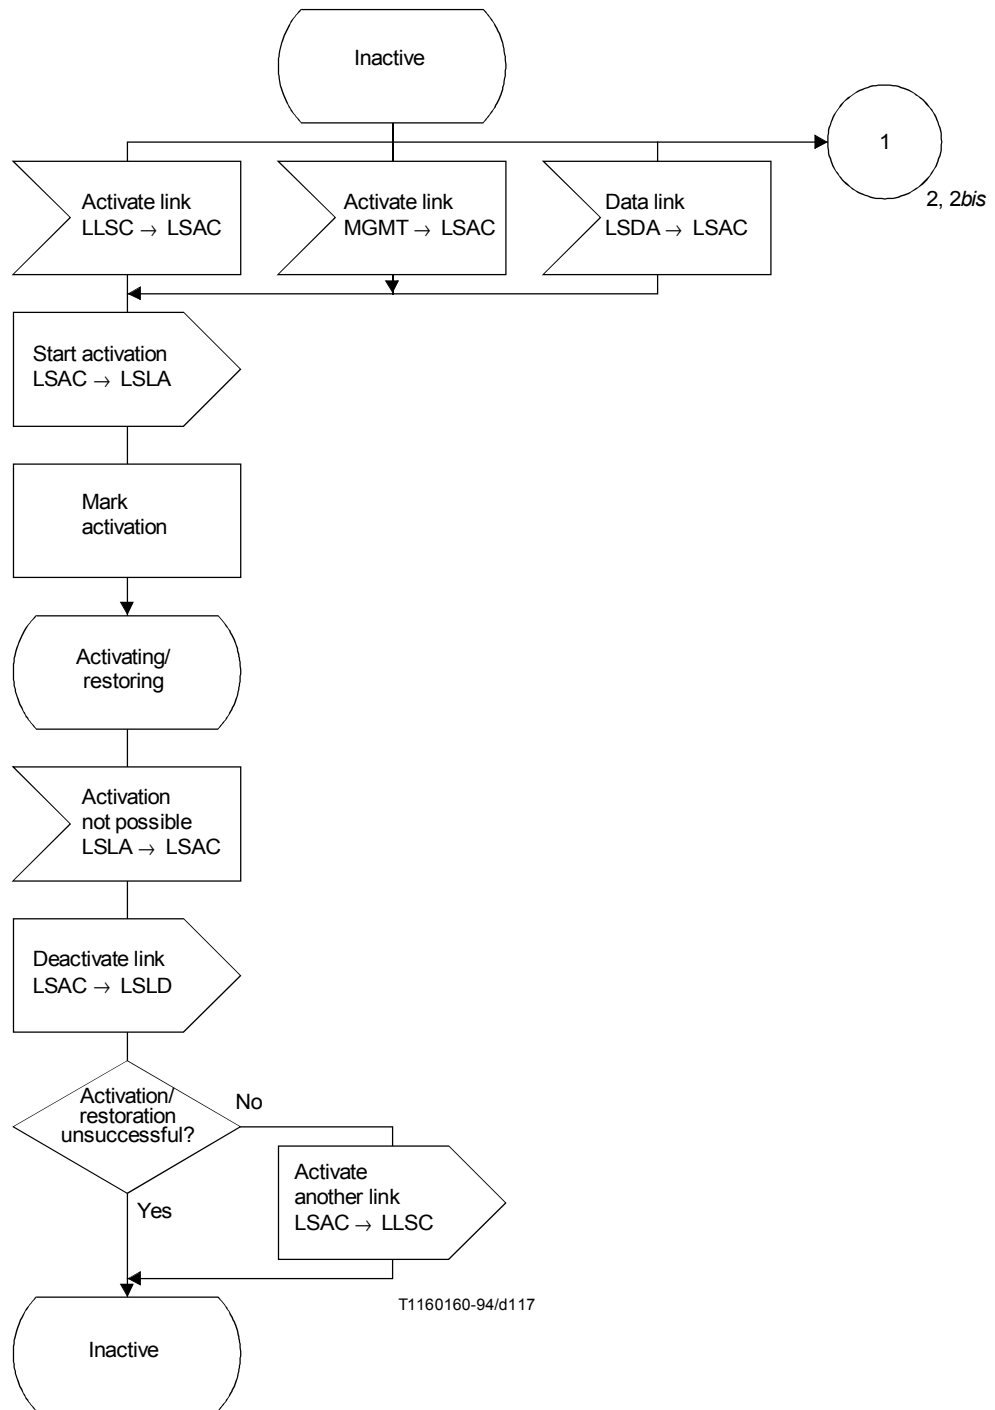 Inactive
1
2, 2bis
Activate link
LLSC → LSAC
Activate link
MGMT → LSAC
Data link
LSDA → LSAC
Start activation
LSAC → LSLA
Mark
activation
Activating/
restoring
Activation
not possible
LSLA → LSAC
Deactivate link
LSAC → LSLD
Activation/
restoration
unsuccessful?
No
Yes
Activate
another link
LSAC → LLSC
T1160160-94/d117
Inactive